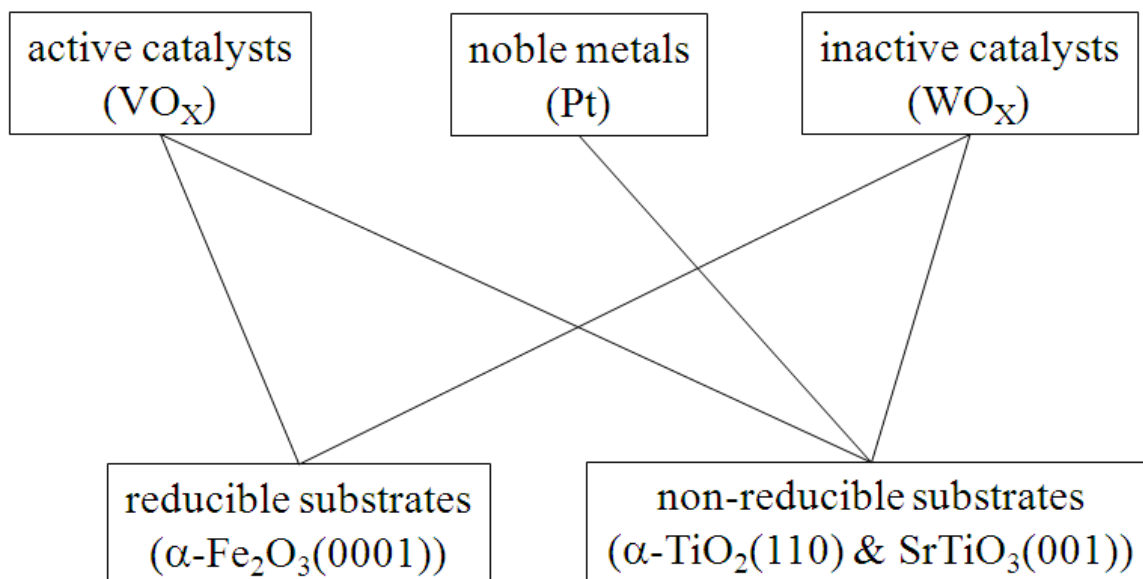 active catalysts
(VOₓ)
noble metals
(Pt)
inactive catalysts
(WOₓ)
reducible substrates
(α-Fe₂O₃(0001))
non-reducible substrates
(α-TiO₂(110) & SrTiO₃(001))